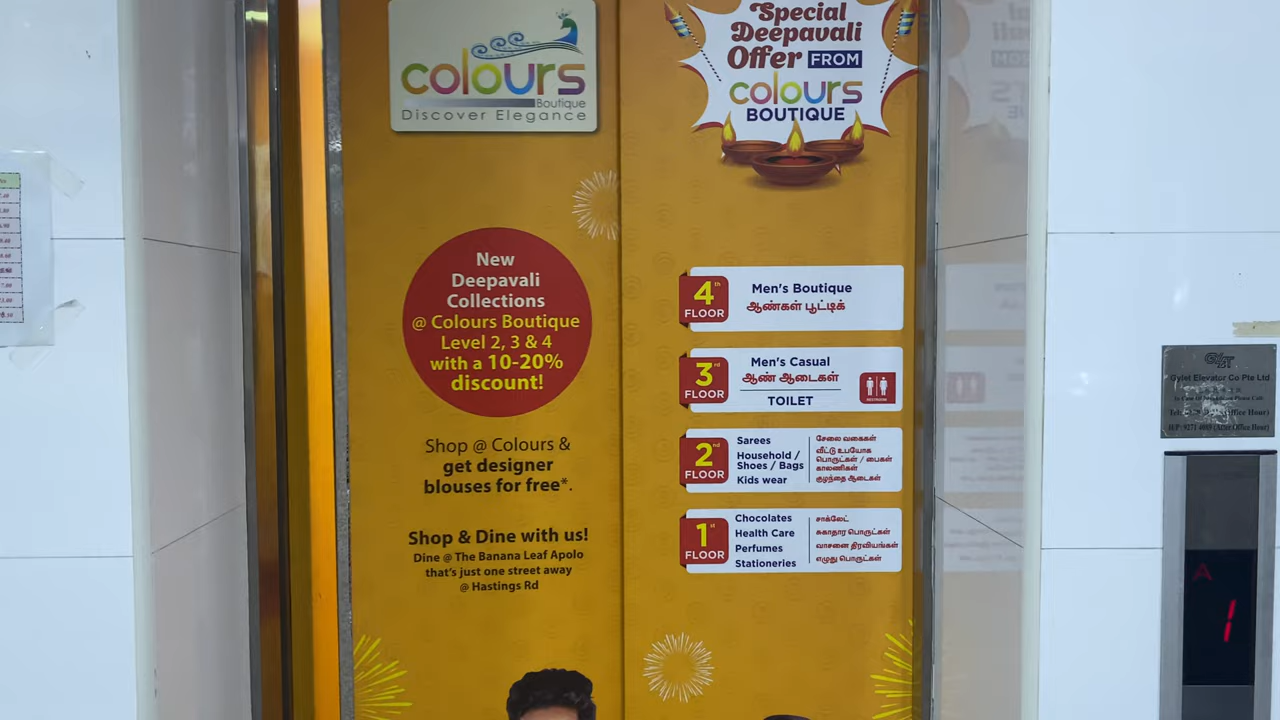 colours
Boutique
Discover Elegance
New
Deepavali
Collections
@ Colours Boutique
Level 2, 3 & 4
with a 10-20%
discount!
Shop @ Colours &
get designer
blouses for free*.
Shop & Dine with us!
Dine @ The Banana Leaf Apolo
that's just one street away
@ Hastings Rd
Special
Deepavali
Offer FROM
colours
BOUTIQUE
4th
FLOOR
Men's Boutique
ஆண்கள் பூட்டிக்
3rd
FLOOR
Men's Casual
ஆண் ஆடைகள்
TOILET
RESTROOM
2nd
FLOOR
Sarees
Household /
Shoes / Bags
Kids wear
சேலை வகைகள்
வீட்டு உபயோக
பொருட்கள் / பைகள்
காலணிகள்
குழந்தை ஆடைகள்
1st
FLOOR
Chocolates
Health Care
Perfumes
Stationeries
சாக்லேட்
சுகாதார பொருட்கள்
வாசனை திரவியங்கள்
எழுது பொருட்கள்
Gylet Elevator Co Pte Ltd
(After Office Hour)
1